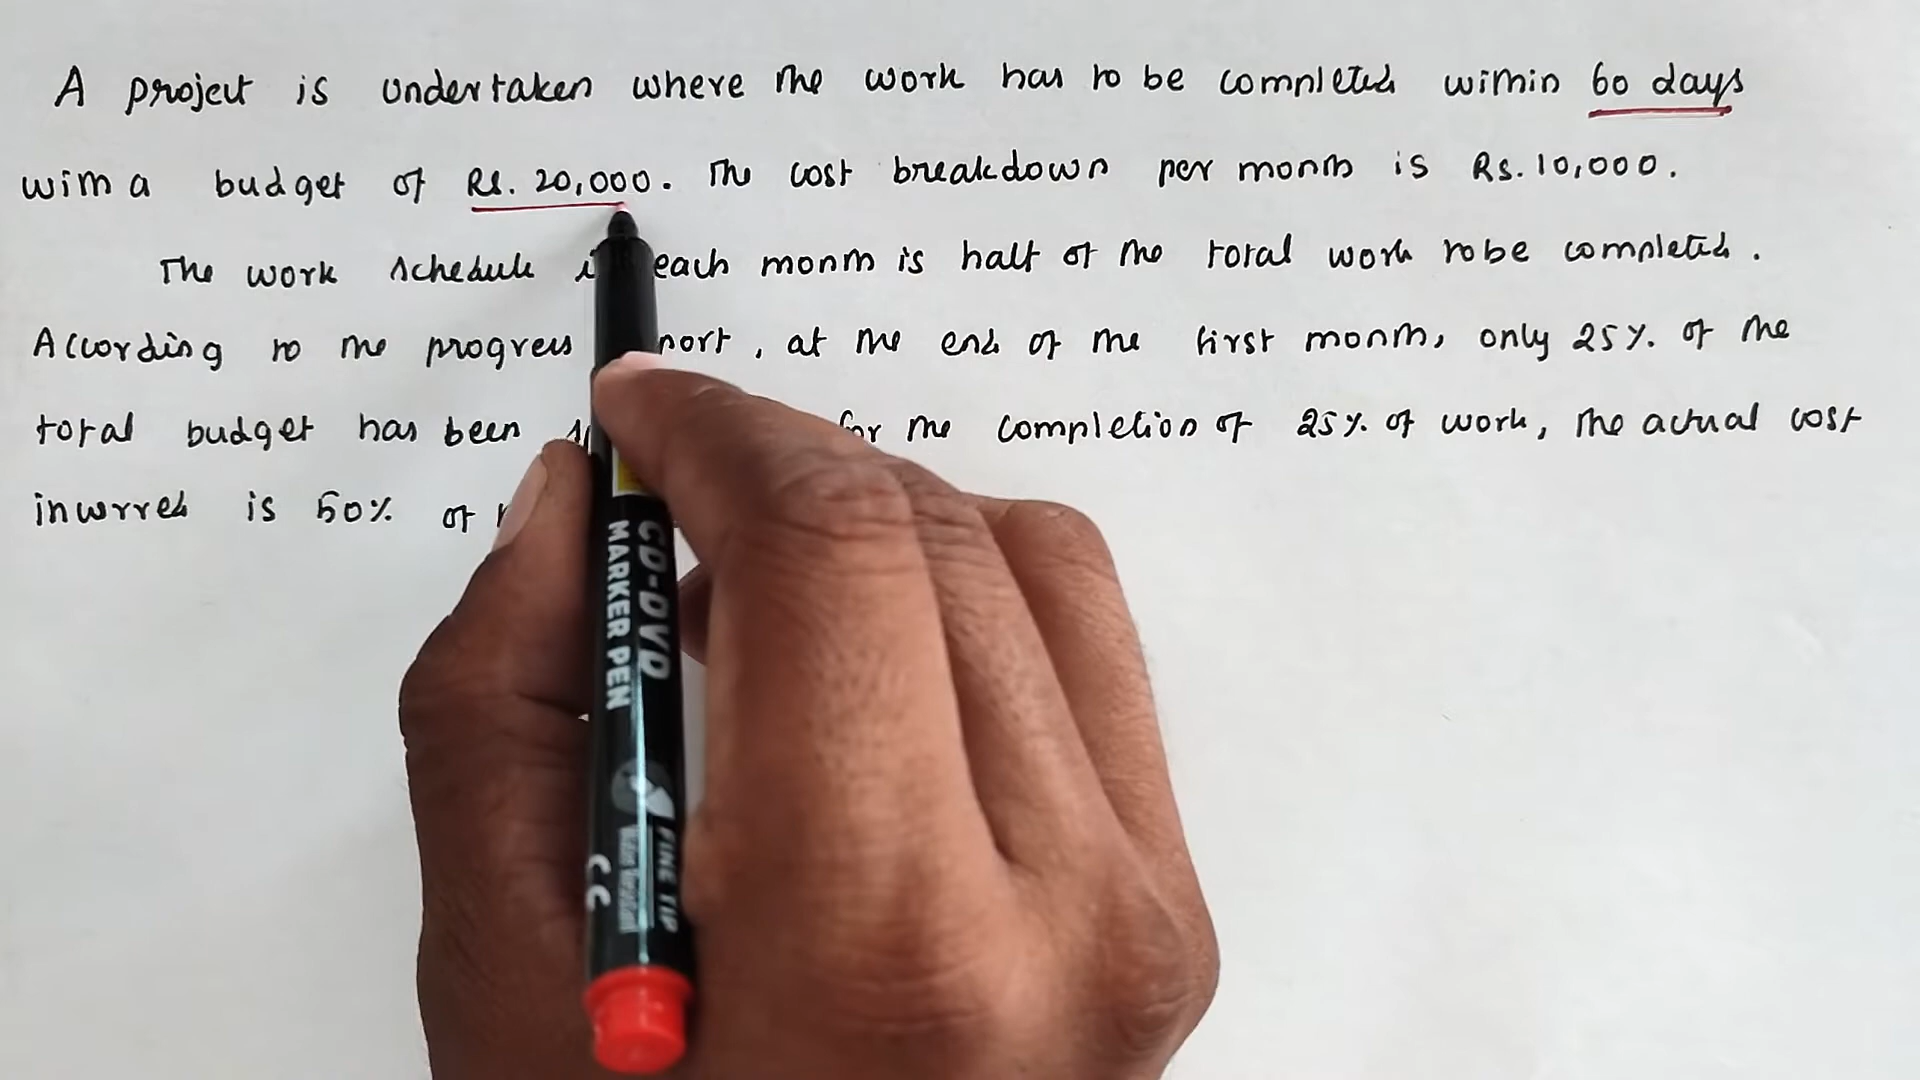 A project is undertaken where the work has to be completed within 60 days
with a budget of Rs. 20,000. The cost breakdown per month is Rs. 10,000.
The work schedule each month is half of the total work to be completed.
According to the progress port, at the end of the first month, only 25% of the
total budget has been for the completion of 25% of work, the actual cost
incurred is 50% of
CD-DVD
MARKER PEN
FINE TIP
Water Resistant
CE